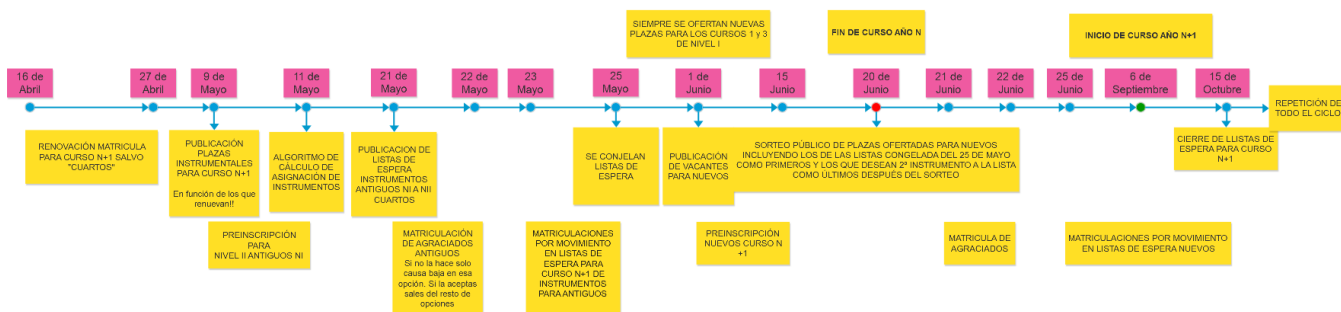 SIEMPRE SE OFERTAN NUEVAS
PLAZAS PARA LOS CURSOS 1 y 3
DE NIVEL I
FIN DE CURSO AÑO N
INICIO DE CURSO AÑO N+1
16 de
Abril
27 de
Abril
9 de
Mayo
11 de
Mayo
21 de
Mayo
22 de
Mayo
23
Mayo
25
Mayo
1 de
Junio
15
Junio
20 de
Junio
21 de
Junio
22 de
Junio
25 de
Junio
6 de
Septiembre
15 de
Octubre
REPETICIÓN DE
TODO EL CICLO
RENOVACIÓN MATRICULA
PARA CURSO N+1 SALVO
"CUARTOS"
PUBLICACIÓN
PLAZAS
INSTRUMENTALES
PARA CURSO N+1
En función de los que
renuevan!!
ALGORITMO DE
CÁLCULO DE
ASIGNACIÓN DE
INSTRUMENTOS
PUBLICACION DE
LISTAS DE
ESPERA
INSTRUMENTOS
ANTIGUOS NI A NII
CUARTOS
SE CONJELAN
LISTAS DE
ESPERA
PUBLICACIÓN
DE VACANTES
PARA NUEVOS
SORTEO PÚBLICO DE PLAZAS OFERTADAS PARA NUEVOS
INCLUYENDO LOS DE LAS LISTAS CONGELADA DEL 25 DE MAYO
COMO PRIMEROS Y LOS QUE DESEAN 2ª INSTRUMENTO A LA LISTA
COMO ÚLTIMOS DESPUÉS DEL SORTEO
CIERRE DE LLISTAS DE
ESPERA PARA CURSO
N+1
PREINSCRIPCIÓN
PARA
NIVEL II ANTIGUOS NI
MATRICULACIÓN
DE AGRACIADOS
ANTIGUOS
Si no la hace solo
causa baja en esa
opción. Si la aceptas
sales del resto de
opciones
MATRICULACIONES
POR MOVIMIENTO
EN LISTAS DE
ESPERA PARA
CURSO N+1 DE
INSTRUMENTOS
PARA ANTIGUOS
PREINSCRIPCIÓN
NUEVOS CURSO N
+1
MATRICULA DE
AGRACIADOS
MATRICULACIONES POR MOVIMIENTO
EN LISTAS DE ESPERA NUEVOS